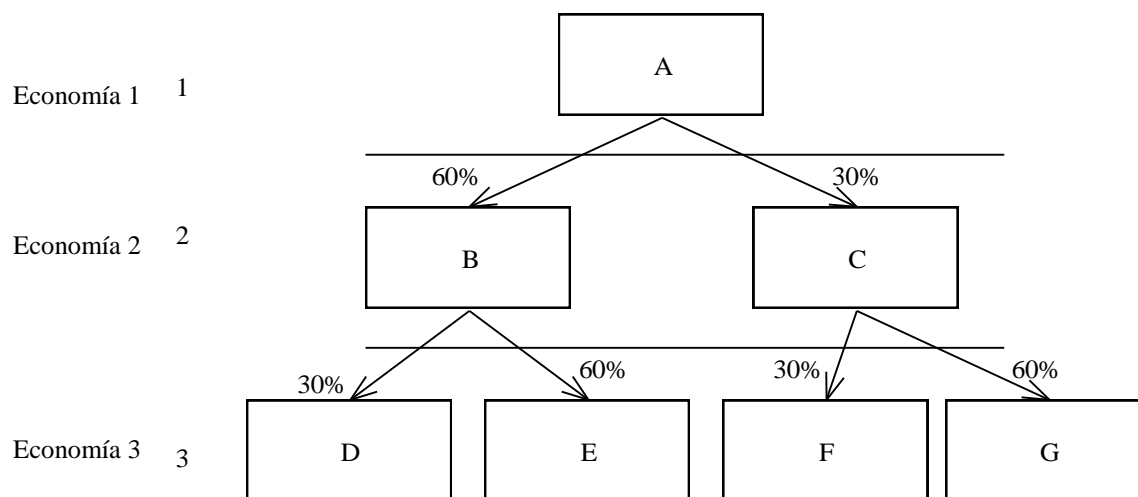 A
Economía 1 1
60% 30%
Economía 2 2 B C
30% 60% 30% 60%
Economía 3 3 D E F G